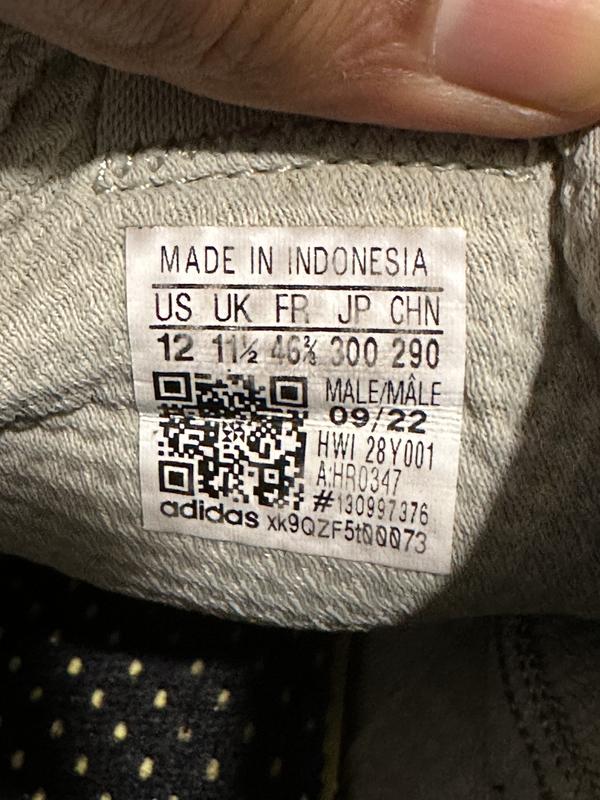 MADE IN INDONESIA
US UK FR JP CHN
12 11½ 46⅔ 300 290
MALE/MÂLE
09/22
HWI 28Y001
A:HR0347
#130997376
adidas xk9QZF5t00073